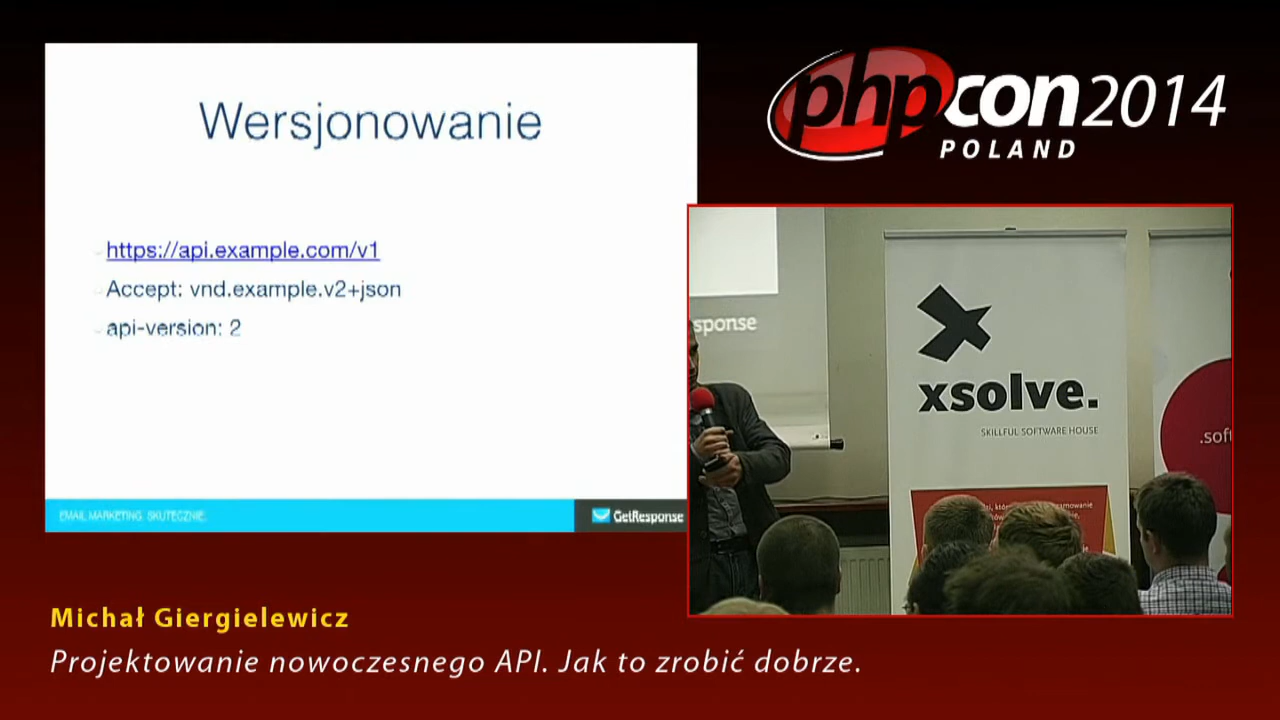 Wersjonowanie
https://api.example.com/v1
Accept: vnd.example.v2+json
api-version: 2
EMAIL MARKETING. SKUTECZNIE.
GetResponse
phpcon2014
POLAND
sponse
xsolve.
SKILLFUL SOFTWARE HOUSE
.soft
Michał Giergielewicz
Projektowanie nowoczesnego API. Jak to zrobić dobrze.